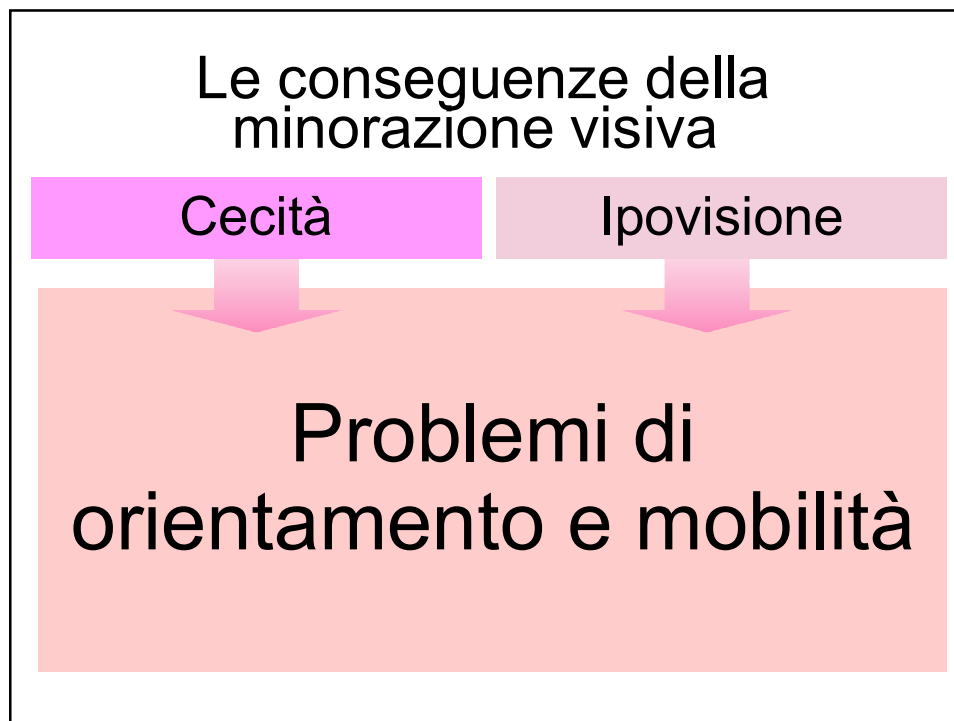 Le conseguenze della
minorazione visiva
Cecità
Ipovisione
Problemi di
orientamento e mobilità